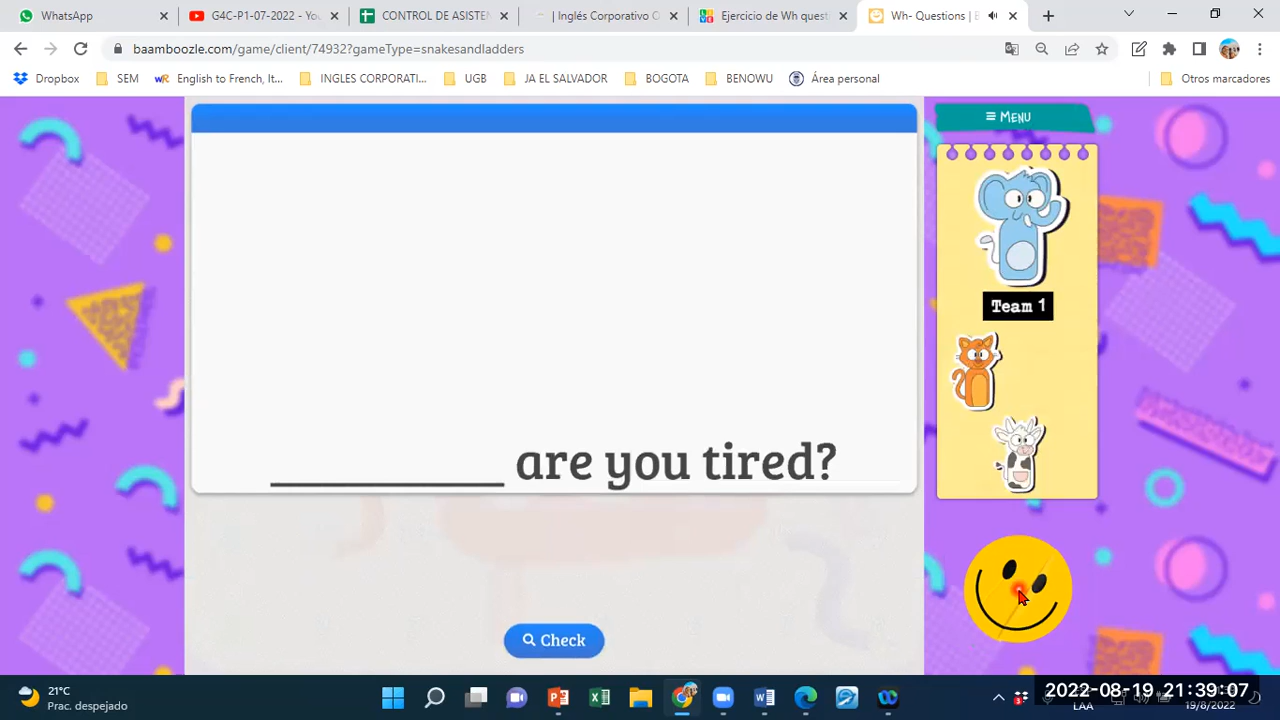 WhatsApp
G4C-P1-07-2022 - Yo
CONTROL DE ASISTEN
| Inglés Corporativo O
Ejercicio de Wh quest
Wh- Questions | B
baamboozle.com/game/client/74932?gameType=snakesandladders
Dropbox
SEM
English to French, It...
INGLES CORPORATI...
UGB
JA EL SALVADOR
BOGOTA
BENOWU
Área personal
Otros marcadores
≡ MENU
Team 1
__________ are you tired?
Check
21°C
Prac. despejado
2022-08-19 21:39:07
LAA
19/8/2022